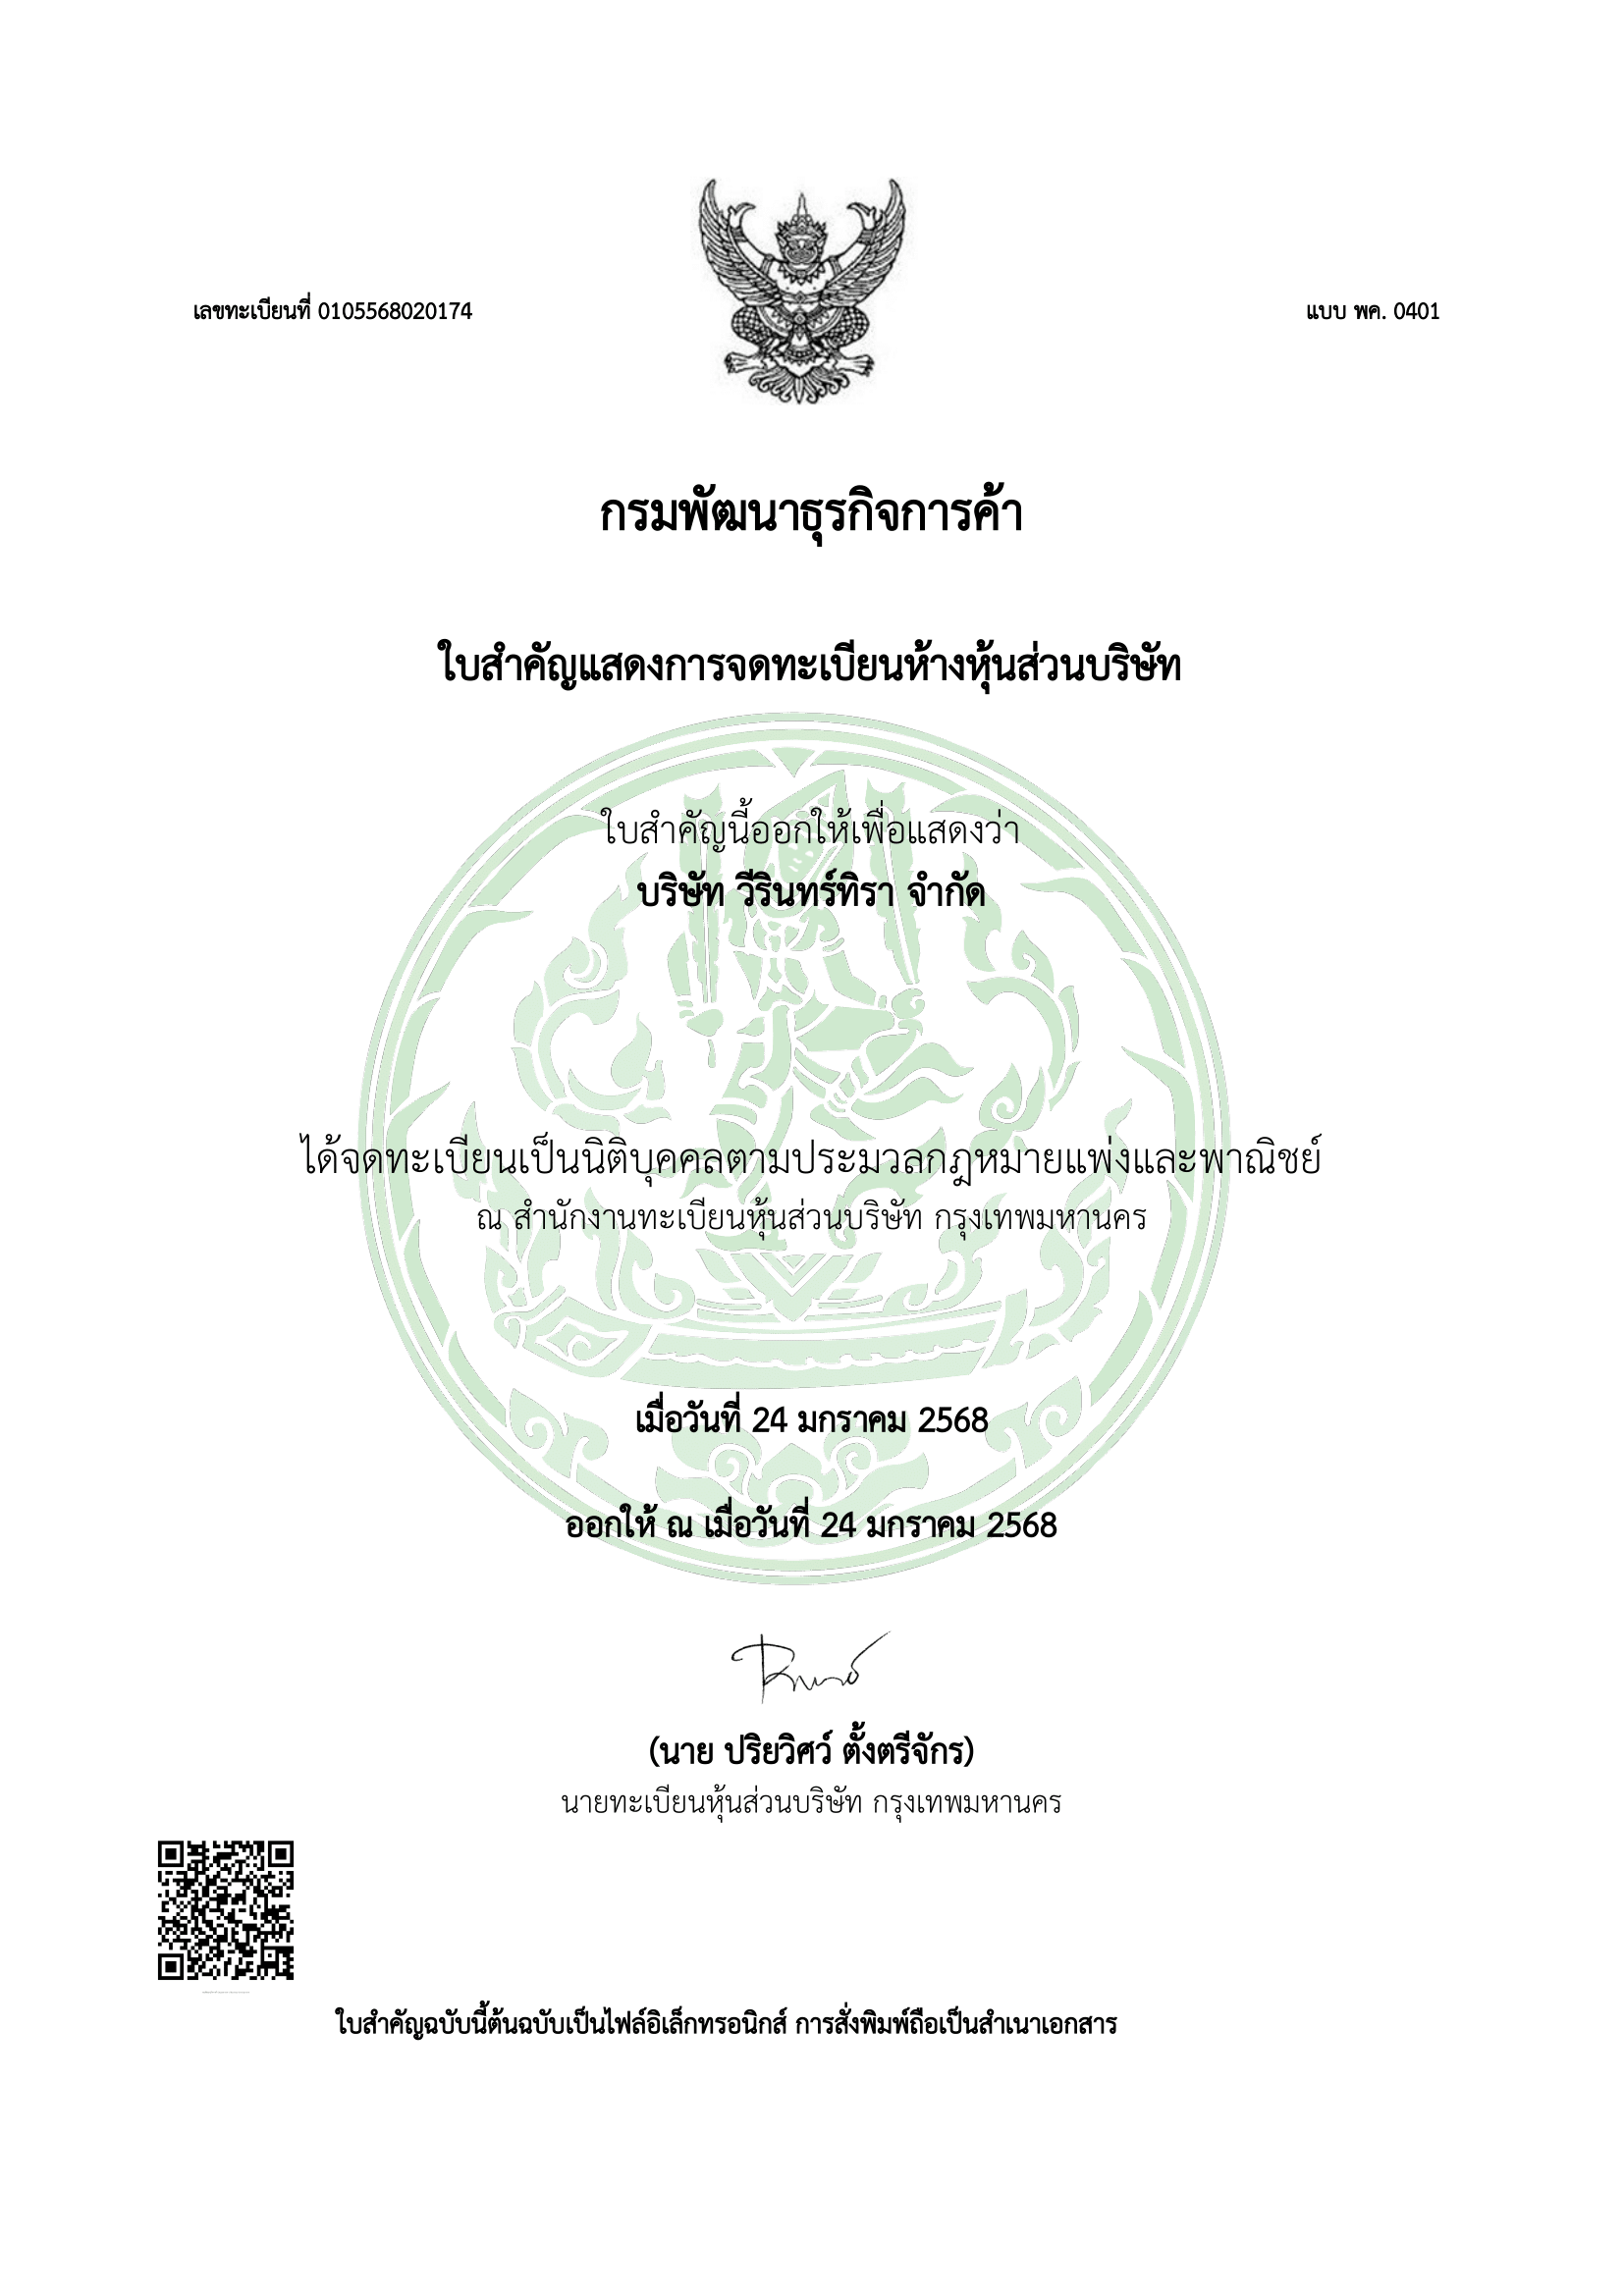 เลขทะเบียนที่ 0105568020174
แบบ พค. 0401
กรมพัฒนาธุรกิจการค้า
ใบสำคัญแสดงการจดทะเบียนห้างหุ้นส่วนบริษัท
ใบสำคัญนี้ออกให้เพื่อแสดงว่า
บริษัท วีรินทร์ทิรา จำกัด
ได้จดทะเบียนเป็นนิติบุคคลตามประมวลกฎหมายแพ่งและพาณิชย์
ณ สำนักงานทะเบียนหุ้นส่วนบริษัท กรุงเทพมหานคร
เมื่อวันที่ 24 มกราคม 2568
ออกให้ ณ เมื่อวันที่ 24 มกราคม 2568
(นาย ปริยวิศว์ ตั้งตรีจักร)
นายทะเบียนหุ้นส่วนบริษัท กรุงเทพมหานคร
ใบสำคัญฉบับนี้ต้นฉบับเป็นไฟล์อิเล็กทรอนิกส์ การสั่งพิมพ์ถือเป็นสำเนาเอกสาร